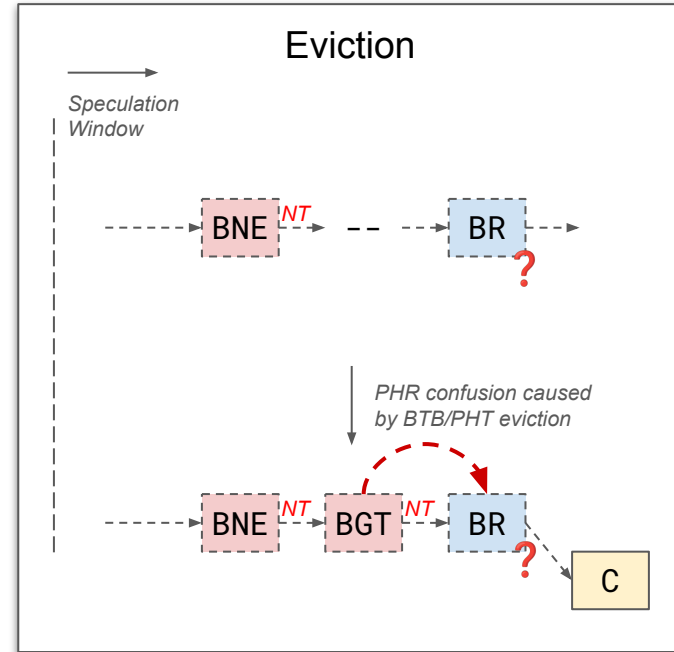 Eviction
Speculation
Window
BNE NT -- BR
?
PHR confusion caused
by BTB/PHT eviction
BNE NT BGT NT BR
?
C